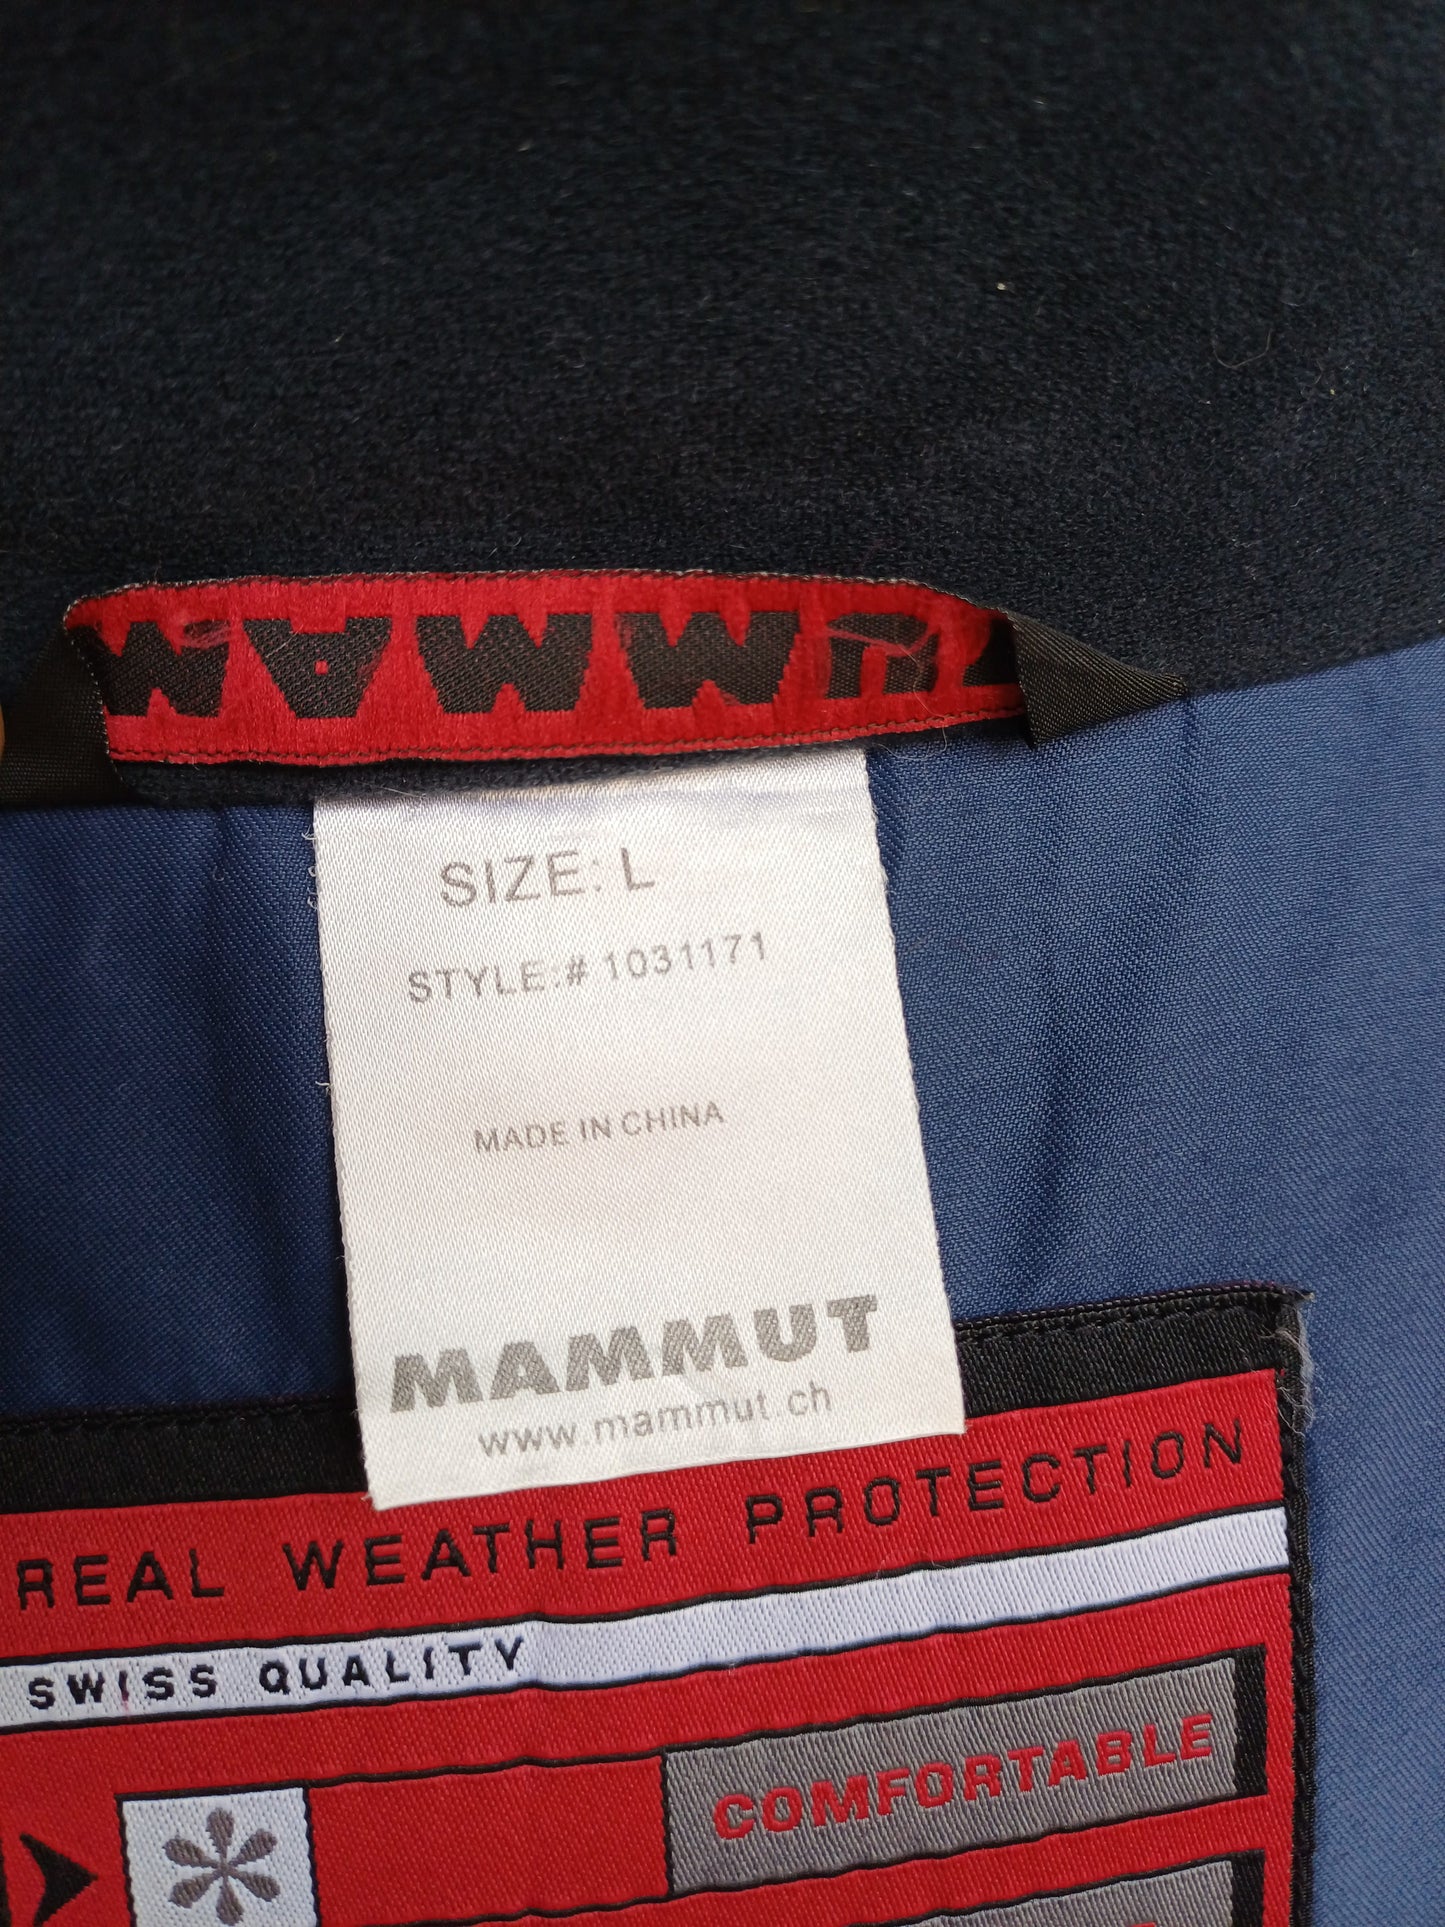 MAMMUT
SIZE: L
STYLE:# 1031171
MADE IN CHINA
MAMMUT
www.mammut.ch
REAL WEATHER PROTECTION
SWISS QUALITY
COMFORTABLE